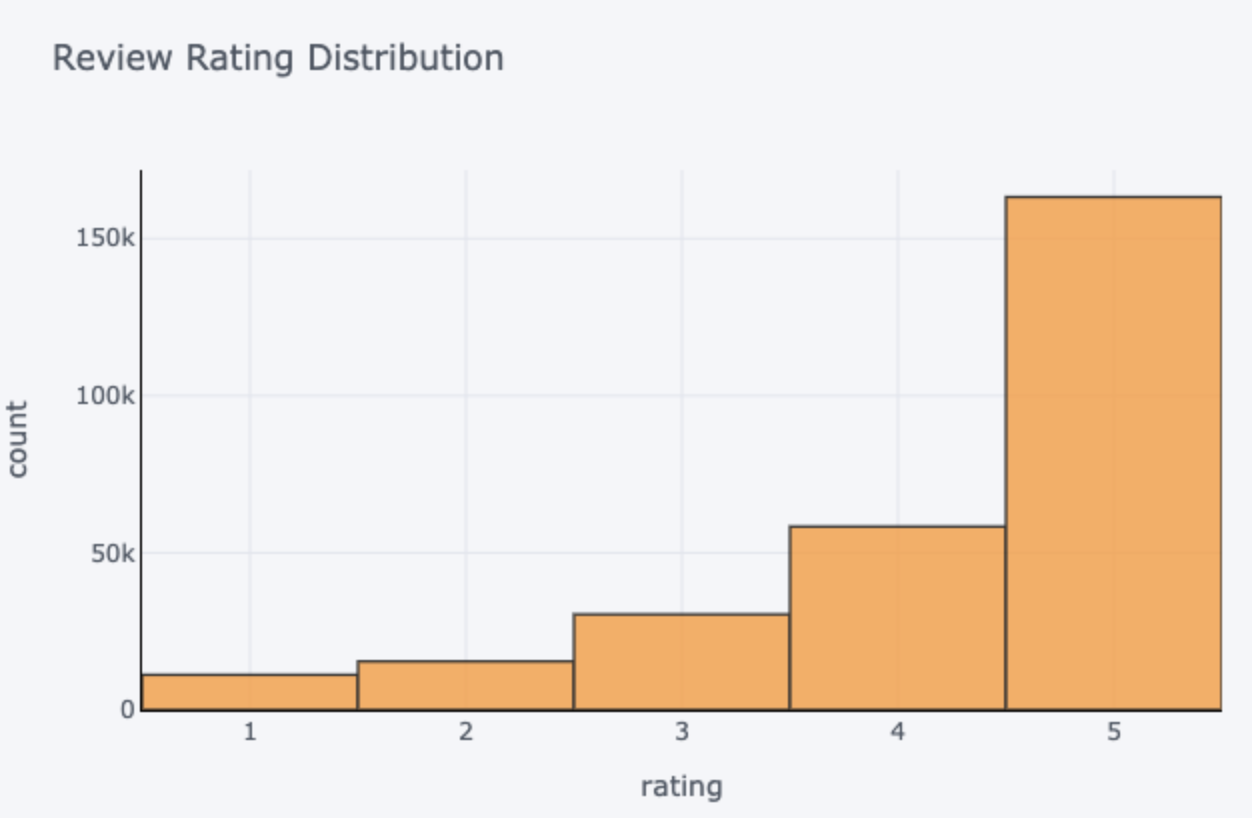 Review Rating Distribution
150k
100k
50k
0
count
1 2 3 4 5
rating